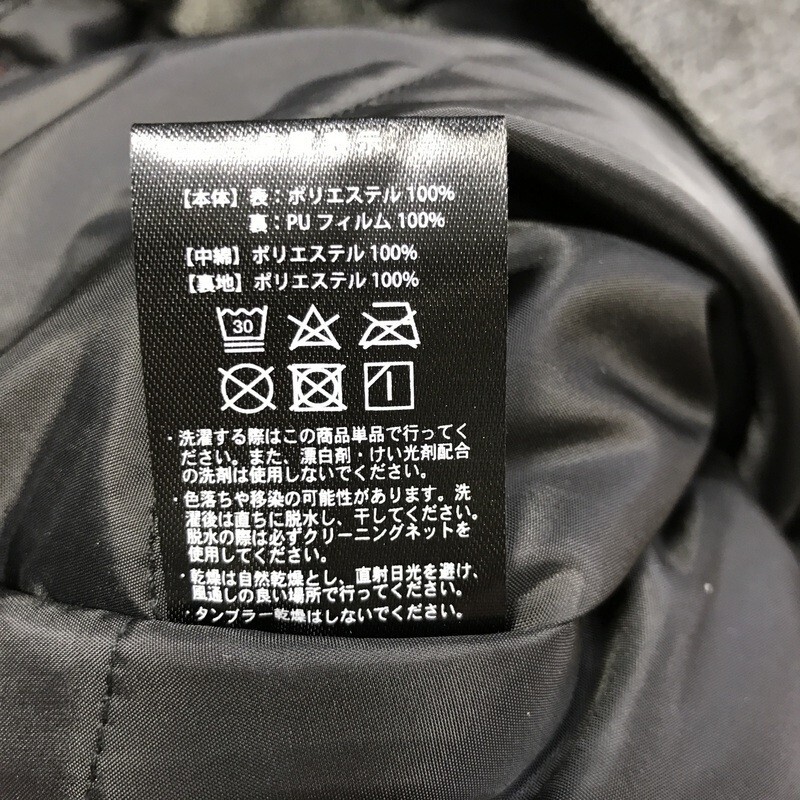 【本体】表：ポリエステル 100%
裏：PUフィルム 100%
【中綿】ポリエステル 100%
【裏地】ポリエステル 100%
30
・洗濯する際はこの商品単品で行ってく
ださい。また、漂白剤・けい光剤配合
の洗剤は使用しないでください。
・色落ちや移染の可能性があります。洗
濯後は直ちに脱水し、干してください。
脱水の際は必ずクリーニングネットを
使用してください。
・乾燥は自然乾燥とし、直射日光を避け、
風通しの良い場所で行ってください。
・タンブラー乾燥はしないでください。